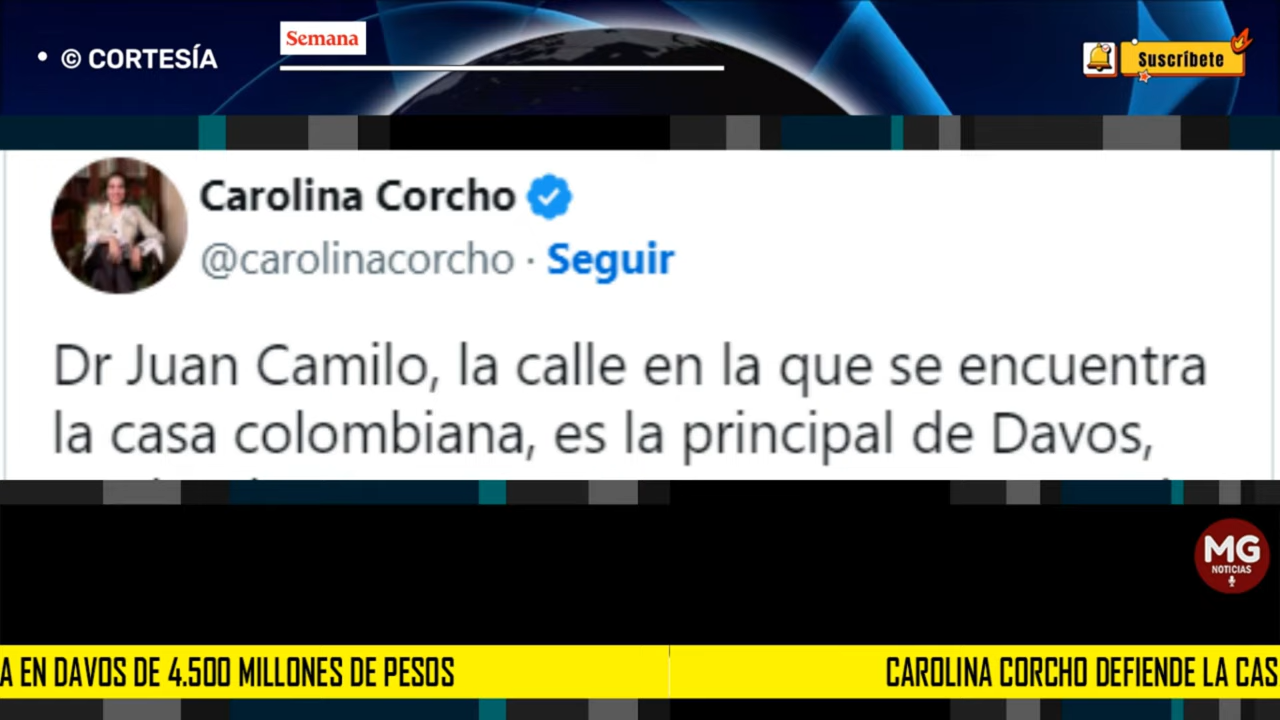 • © CORTESÍA
Semana
Suscríbete
Carolina Corcho
@carolinacorcho · Seguir
Dr Juan Camilo, la calle en la que se encuentra
la casa colombiana, es la principal de Davos,
MG
NOTICIAS
A EN DAVOS DE 4.500 MILLONES DE PESOS
CAROLINA CORCHO DEFIENDE LA CAS